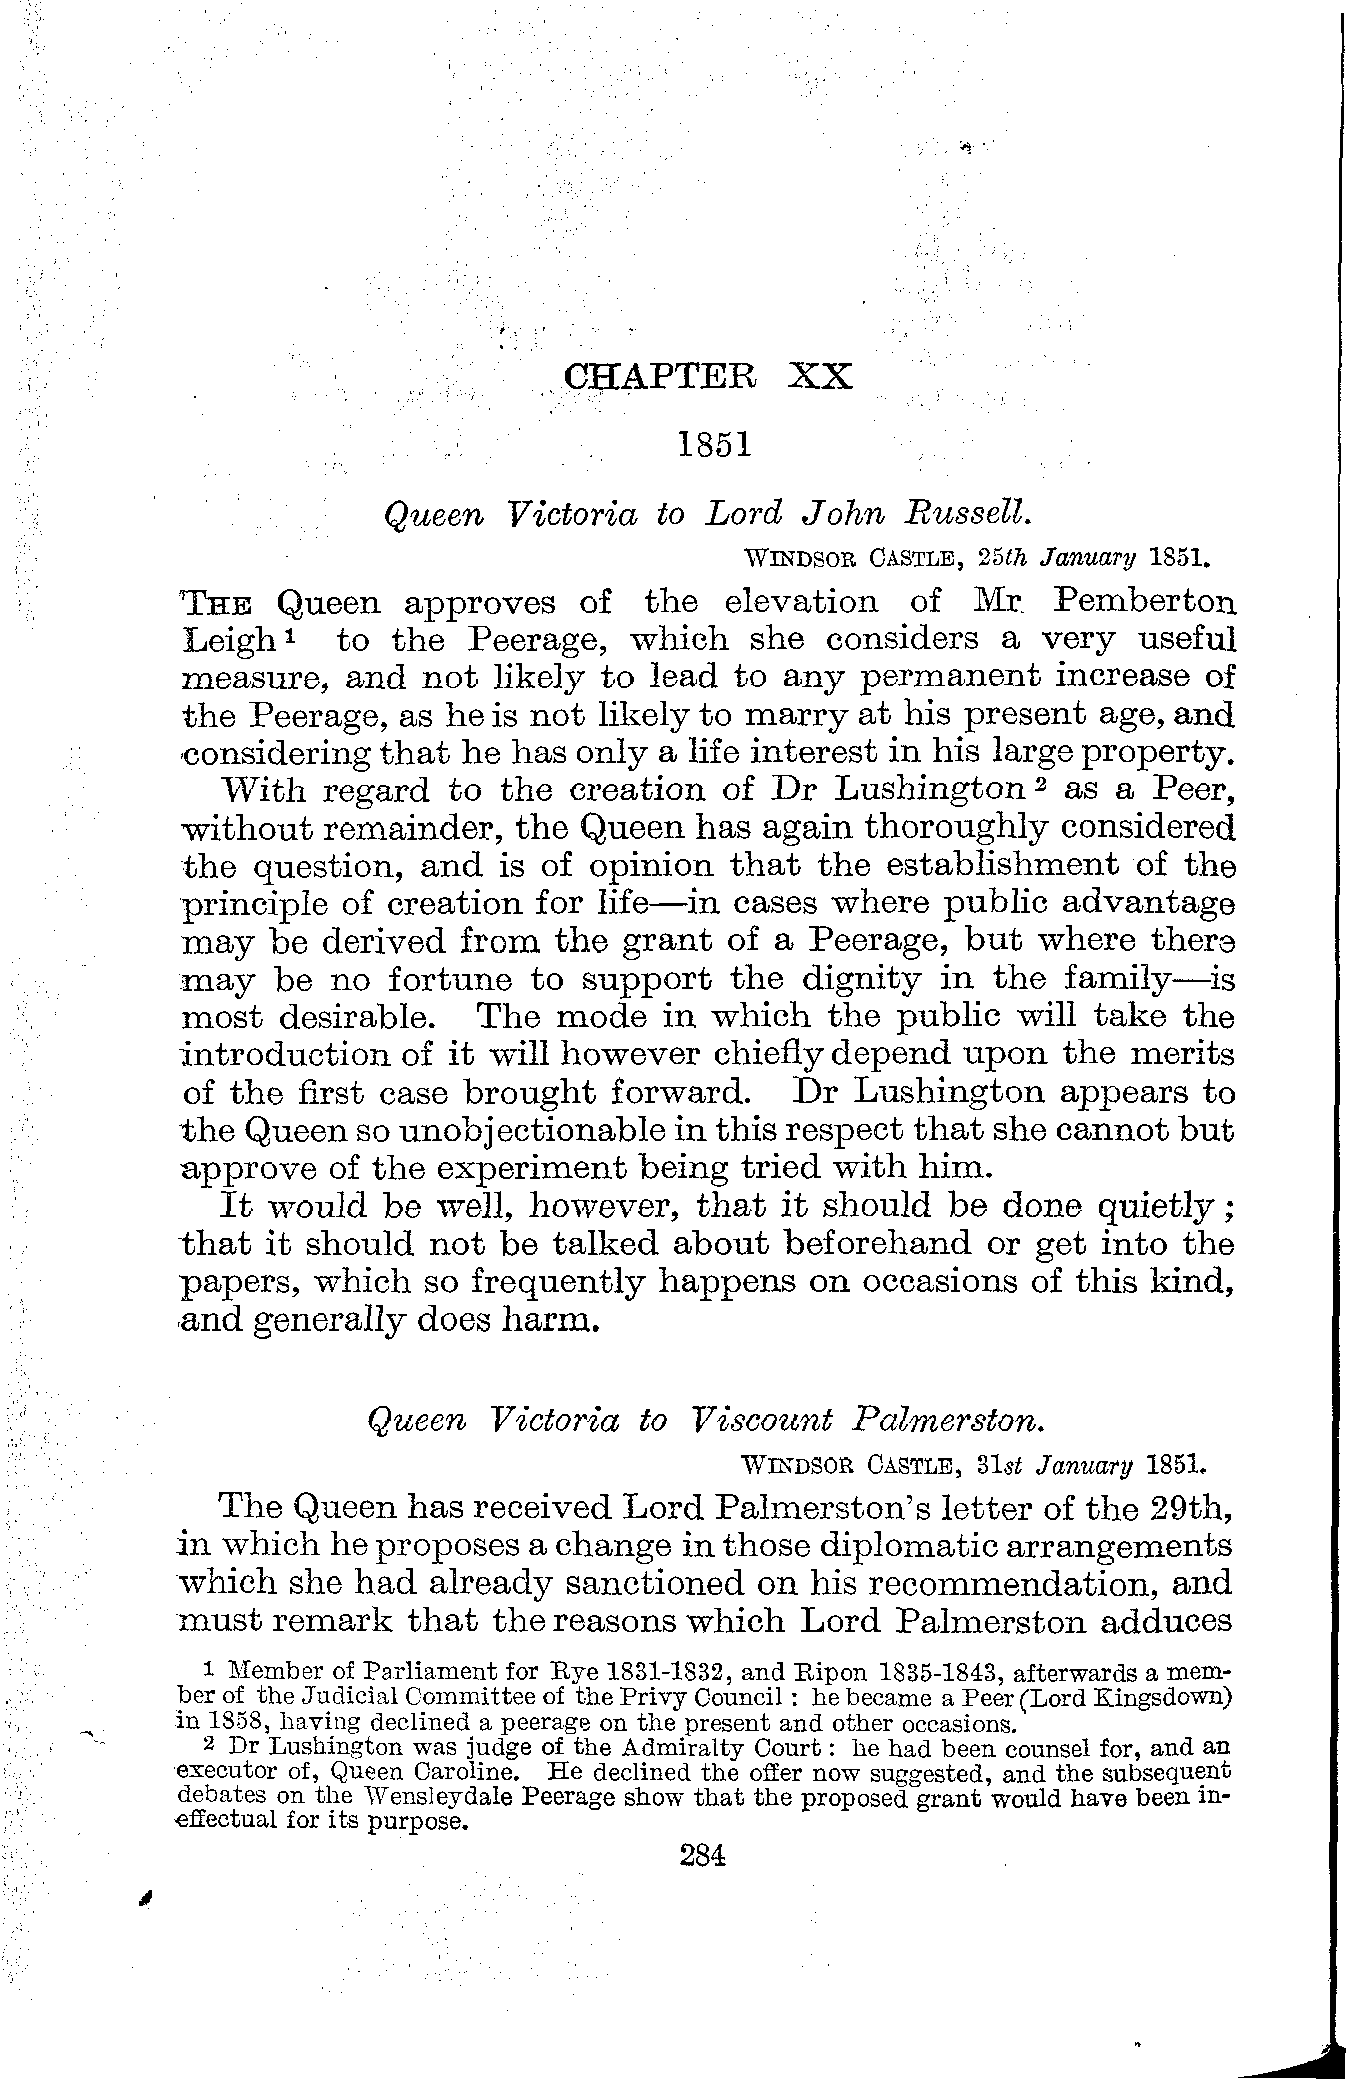 CHAPTER XX
1851
Queen Victoria to Lord John Russell.
WINDSOR CASTLE, 25th January 1851.
THE Queen approves of the elevation of Mr. Pemberton
Leigh 1 to the Peerage, which she considers a very useful
measure, and not likely to lead to any permanent increase of
the Peerage, as he is not likely to marry at his present age, and
considering that he has only a life interest in his large property.
With regard to the creation of Dr Lushington 2 as a Peer,
without remainder, the Queen has again thoroughly considered
the question, and is of opinion that the establishment of the
principle of creation for life—in cases where public advantage
may be derived from the grant of a Peerage, but where there
may be no fortune to support the dignity in the family—is
most desirable. The mode in which the public will take the
introduction of it will however chiefly depend upon the merits
of the first case brought forward. Dr Lushington appears to
the Queen so unobjectionable in this respect that she cannot but
approve of the experiment being tried with him.
It would be well, however, that it should be done quietly ;
that it should not be talked about beforehand or get into the
papers, which so frequently happens on occasions of this kind,
and generally does harm.
Queen Victoria to Viscount Palmerston.
WINDSOR CASTLE, 31st January 1851.
The Queen has received Lord Palmerston's letter of the 29th,
in which he proposes a change in those diplomatic arrangements
which she had already sanctioned on his recommendation, and
must remark that the reasons which Lord Palmerston adduces
1 Member of Parliament for Rye 1831-1832, and Ripon 1835-1843, afterwards a mem-
ber of the Judicial Committee of the Privy Council : he became a Peer (Lord Kingsdown)
in 1858, having declined a peerage on the present and other occasions.
2 Dr Lushington was judge of the Admiralty Court : he had been counsel for, and an
executor of, Queen Caroline. He declined the offer now suggested, and the subsequent
debates on the Wensleydale Peerage show that the proposed grant would have been in-
effectual for its purpose.
284